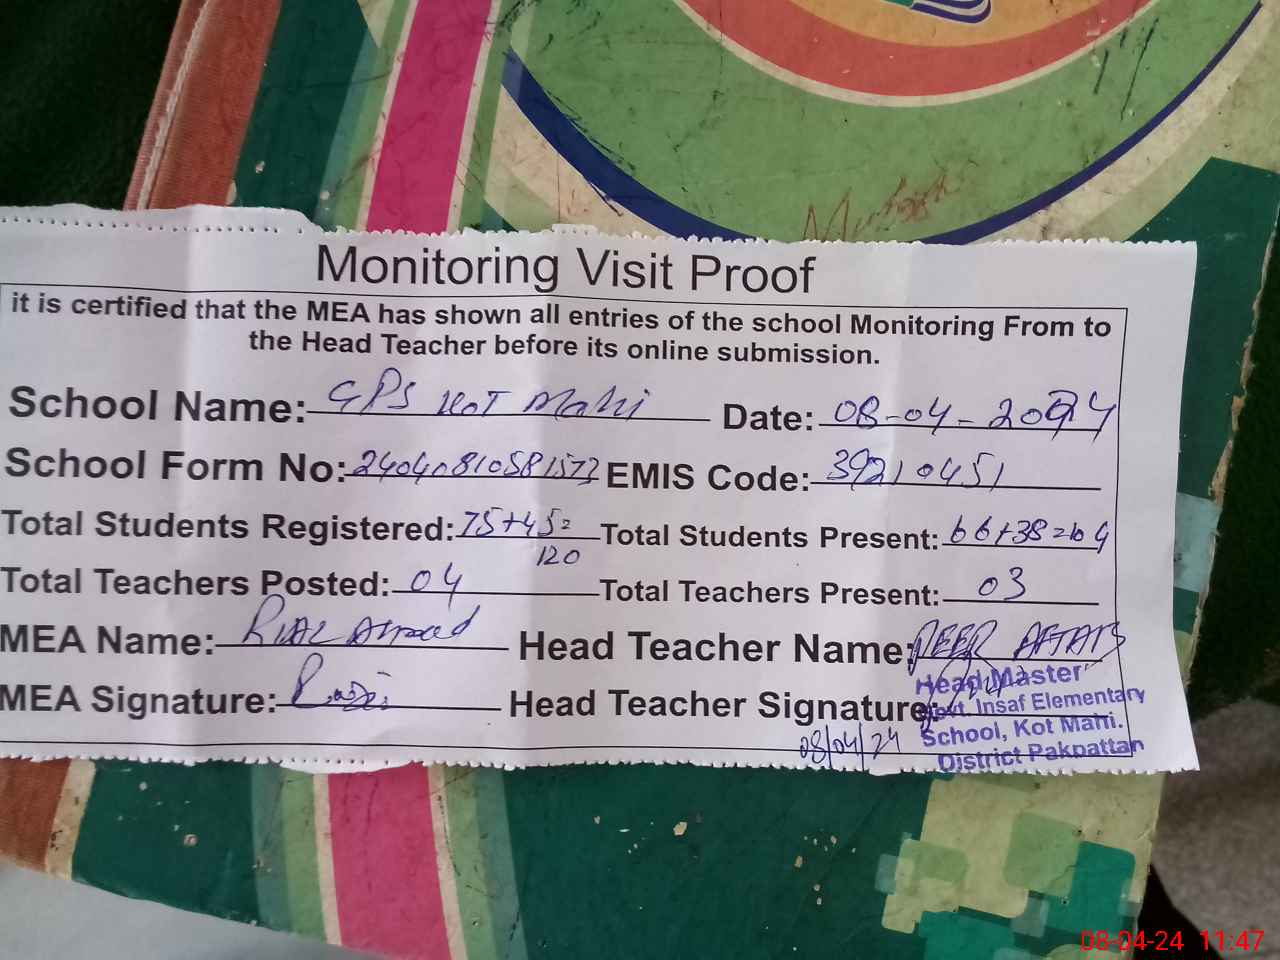 Monitoring Visit Proof
it is certified that the MEA has shown all entries of the school Monitoring From to
the Head Teacher before its online submission.
School Name: GPS Kot Mahi Date: 08-04-2024
School Form No: 24040810581573 EMIS Code: 39210451
Total Students Registered: 75+45= Total Students Present: 66+38=104
120
Total Teachers Posted: 04 Total Teachers Present: 03
MEA Name: Riaz Ahmad Head Teacher Name: PEER AFTAB
MEA Signature: Head Teacher Signature:
08/04/24
Head Master
Govt. Insaf Elementary
School, Kot Mahi.
District Pakpattan
08-04-24 11:47